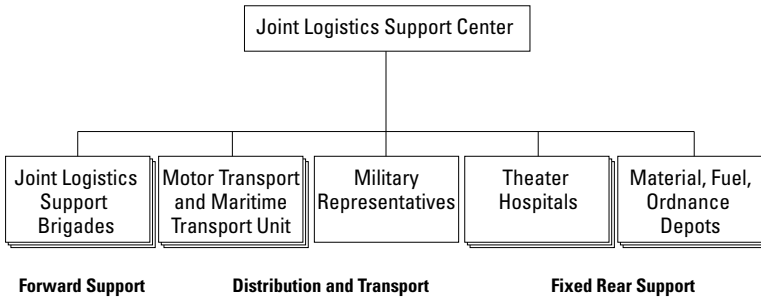 Joint Logistics Support Center
Joint Logistics
Support
Brigades
Motor Transport
and Maritime
Transport Unit
Military
Representatives
Theater
Hospitals
Material, Fuel,
Ordnance
Depots
Forward Support
Distribution and Transport
Fixed Rear Support